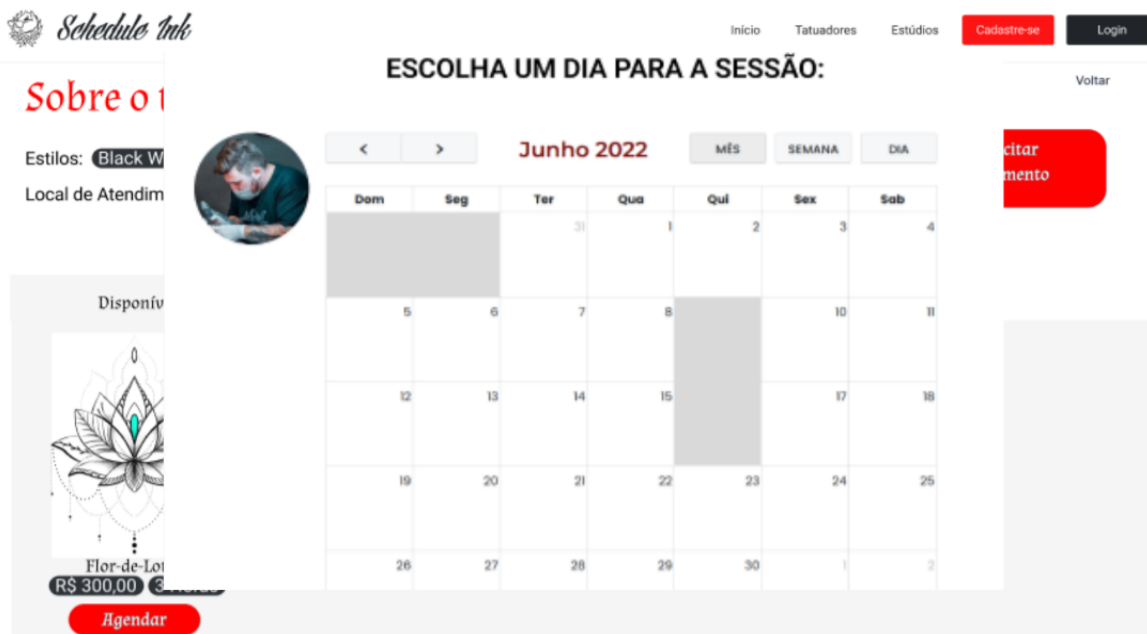 Schedule Ink
Início Tatuadores Estúdios Cadastre-se Login
ESCOLHA UM DIA PARA A SESSÃO:
Voltar
Sobre o t
Estilos: Black W
Local de Atendim
citar
mento
< > Junho 2022 MÊS SEMANA DIA
Dom Seg Ter Qua Qui Sex Sab
31 1 2 3 4
5 6 7 8 10 11
12 13 14 15 17 18
19 20 21 22 23 24 25
26 27 28 29 30 1 2
Disponív
Flor-de-Lot
R$ 300,00 3
Agendar